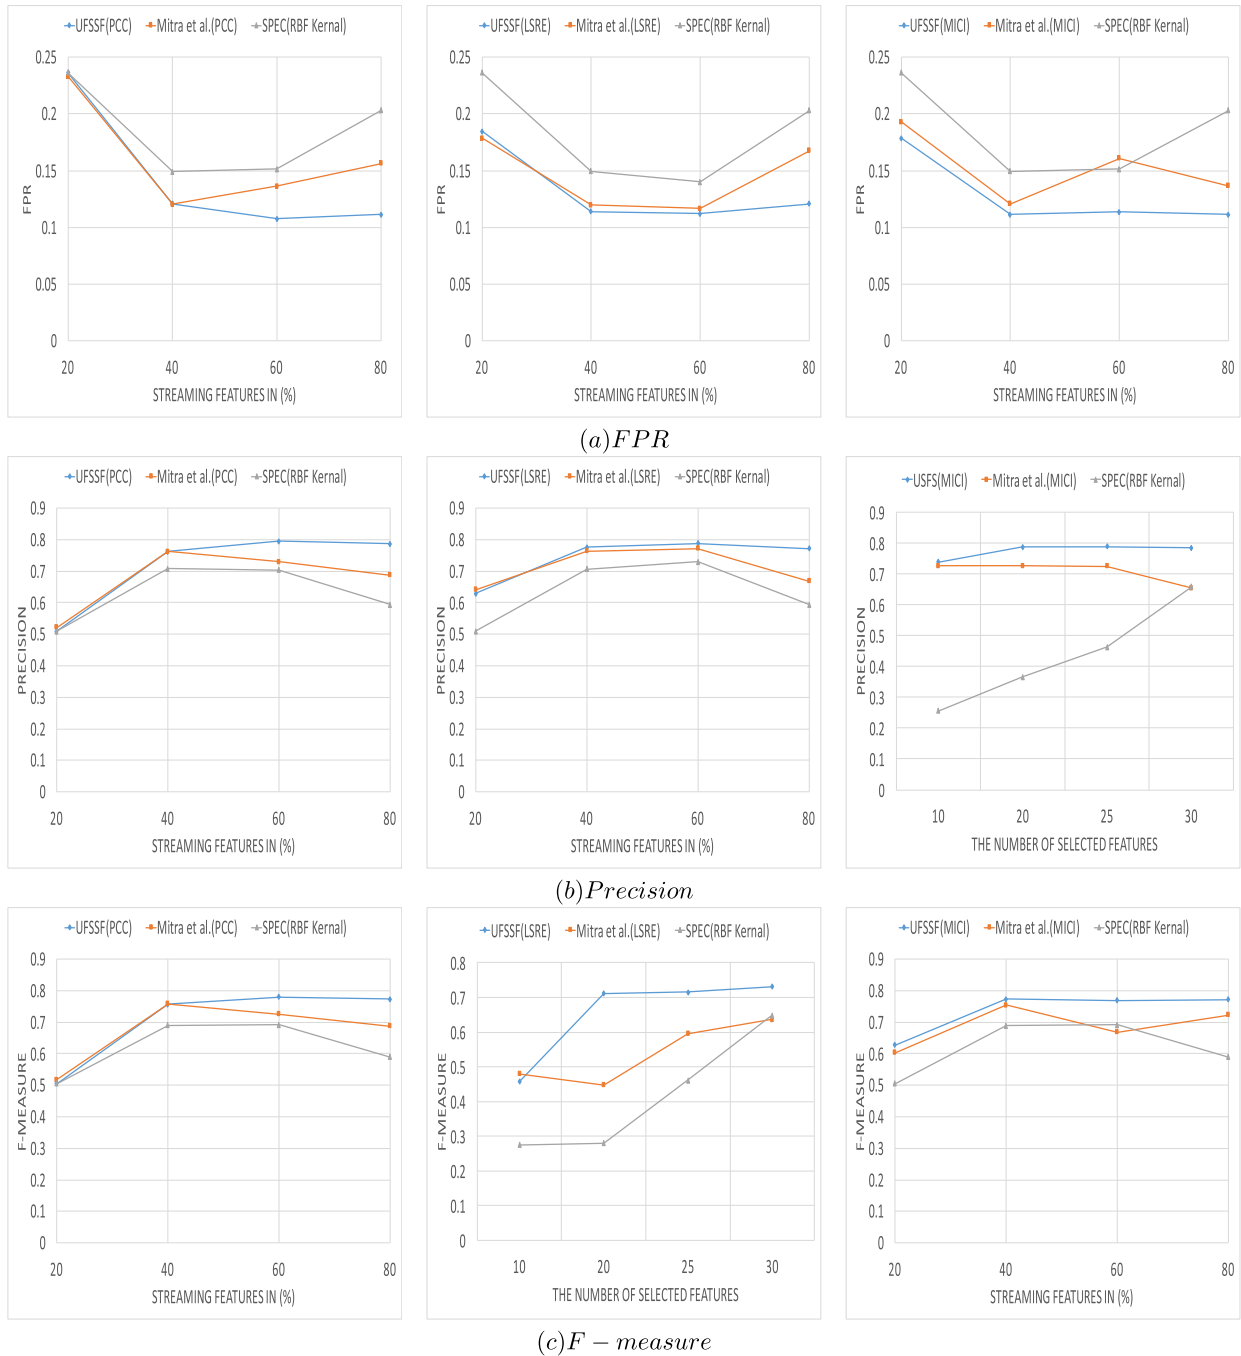 UFSSF(PCC) Mitra et al.(PCC) SPEC(RBF Kernal)
0.25
0.2
0.15
0.1
0.05
0
FPR
20 40 60 80
STREAMING FEATURES IN (%)
UFSSF(LSRE) Mitra et al.(LSRE) SPEC(RBF Kernal)
0.25
0.2
0.15
0.1
0.05
0
FPR
20 40 60 80
STREAMING FEATURES IN (%)
UFSSF(MICI) Mitra et al.(MICI) SPEC(RBF Kernal)
0.25
0.2
0.15
0.1
0.05
0
FPR
20 40 60 80
STREAMING FEATURES IN (%)
(a)FPR
UFSSF(PCC) Mitra et al.(PCC) SPEC(RBF Kernal)
0.9
0.8
0.7
0.6
0.5
0.4
0.3
0.2
0.1
0
PRECISION
20 40 60 80
STREAMING FEATURES IN (%)
UFSSF(LSRE) Mitra et al.(LSRE) SPEC(RBF Kernal)
0.9
0.8
0.7
0.6
0.5
0.4
0.3
0.2
0.1
0
PRECISION
20 40 60 80
STREAMING FEATURES IN (%)
USFS(MICI) Mitra et al.(MICI) SPEC(RBF Kernal)
0.9
0.8
0.7
0.6
0.5
0.4
0.3
0.2
0.1
0
PRECISION
10 20 25 30
THE NUMBER OF SELECTED FEATURES
(b)Precision
UFSSF(PCC) Mitra et al.(PCC) SPEC(RBF Kernal)
0.9
0.8
0.7
0.6
0.5
0.4
0.3
0.2
0.1
0
F-MEASURE
20 40 60 80
STREAMING FEATURES IN (%)
UFSSF(LSRE) Mitra et al.(LSRE) SPEC(RBF Kernal)
0.8
0.7
0.6
0.5
0.4
0.3
0.2
0.1
0
F-MEASURE
10 20 25 30
THE NUMBER OF SELECTED FEATURES
UFSSF(MICI) Mitra et al.(MICI) SPEC(RBF Kernal)
0.9
0.8
0.7
0.6
0.5
0.4
0.3
0.2
0.1
0
F-MEASURE
20 40 60 80
STREAMING FEATURES IN (%)
(c)F − measure